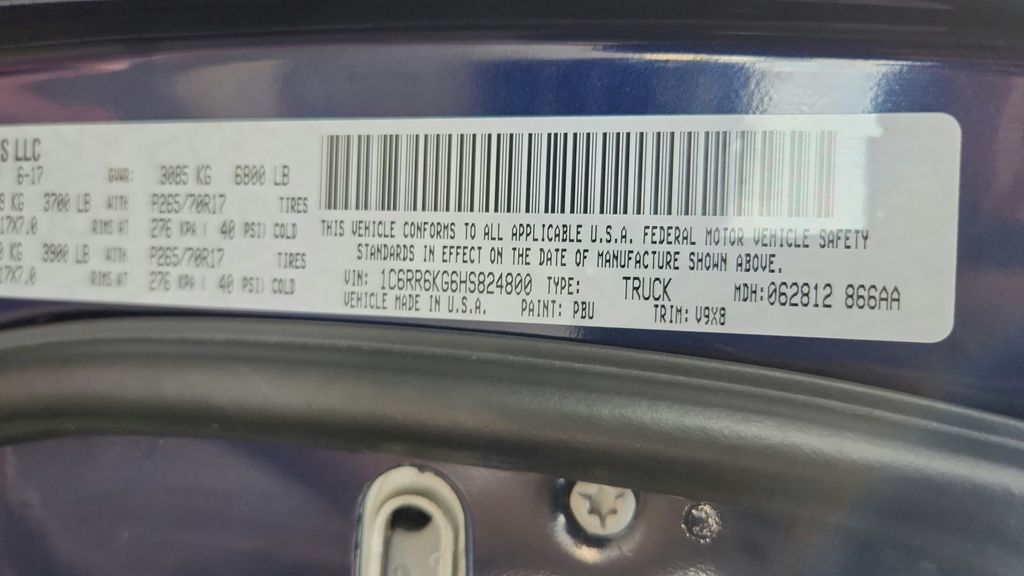 S LLC
6-17 GVWR: 3085 KG 6800 LB
KG 3700 LB WITH P265/70R17 TIRES
17X7.0 RIMS AT 276 KPA ( 40 PSI) COLD
KG 3900 LB WITH P265/70R17 TIRES
17X7.0 RIMS AT 276 KPA ( 40 PSI) COLD
THIS VEHICLE CONFORMS TO ALL APPLICABLE U.S.A. FEDERAL MOTOR VEHICLE SAFETY
STANDARDS IN EFFECT ON THE DATE OF MANUFACTURE SHOWN ABOVE.
VIN: 1C6RR6KG6HS824800 TYPE: TRUCK MDH:062812 866AA
VEHICLE MADE IN U.S.A. PAINT: PBU TRIM: V9X8